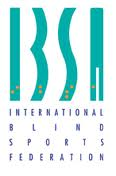 IBSA
INTERNATIONAL
BLIND
SPORTS
FEDERATION